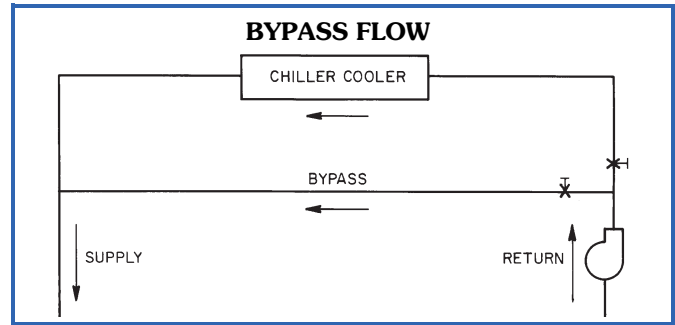 BYPASS FLOW
CHILLER COOLER
BYPASS
SUPPLY
RETURN